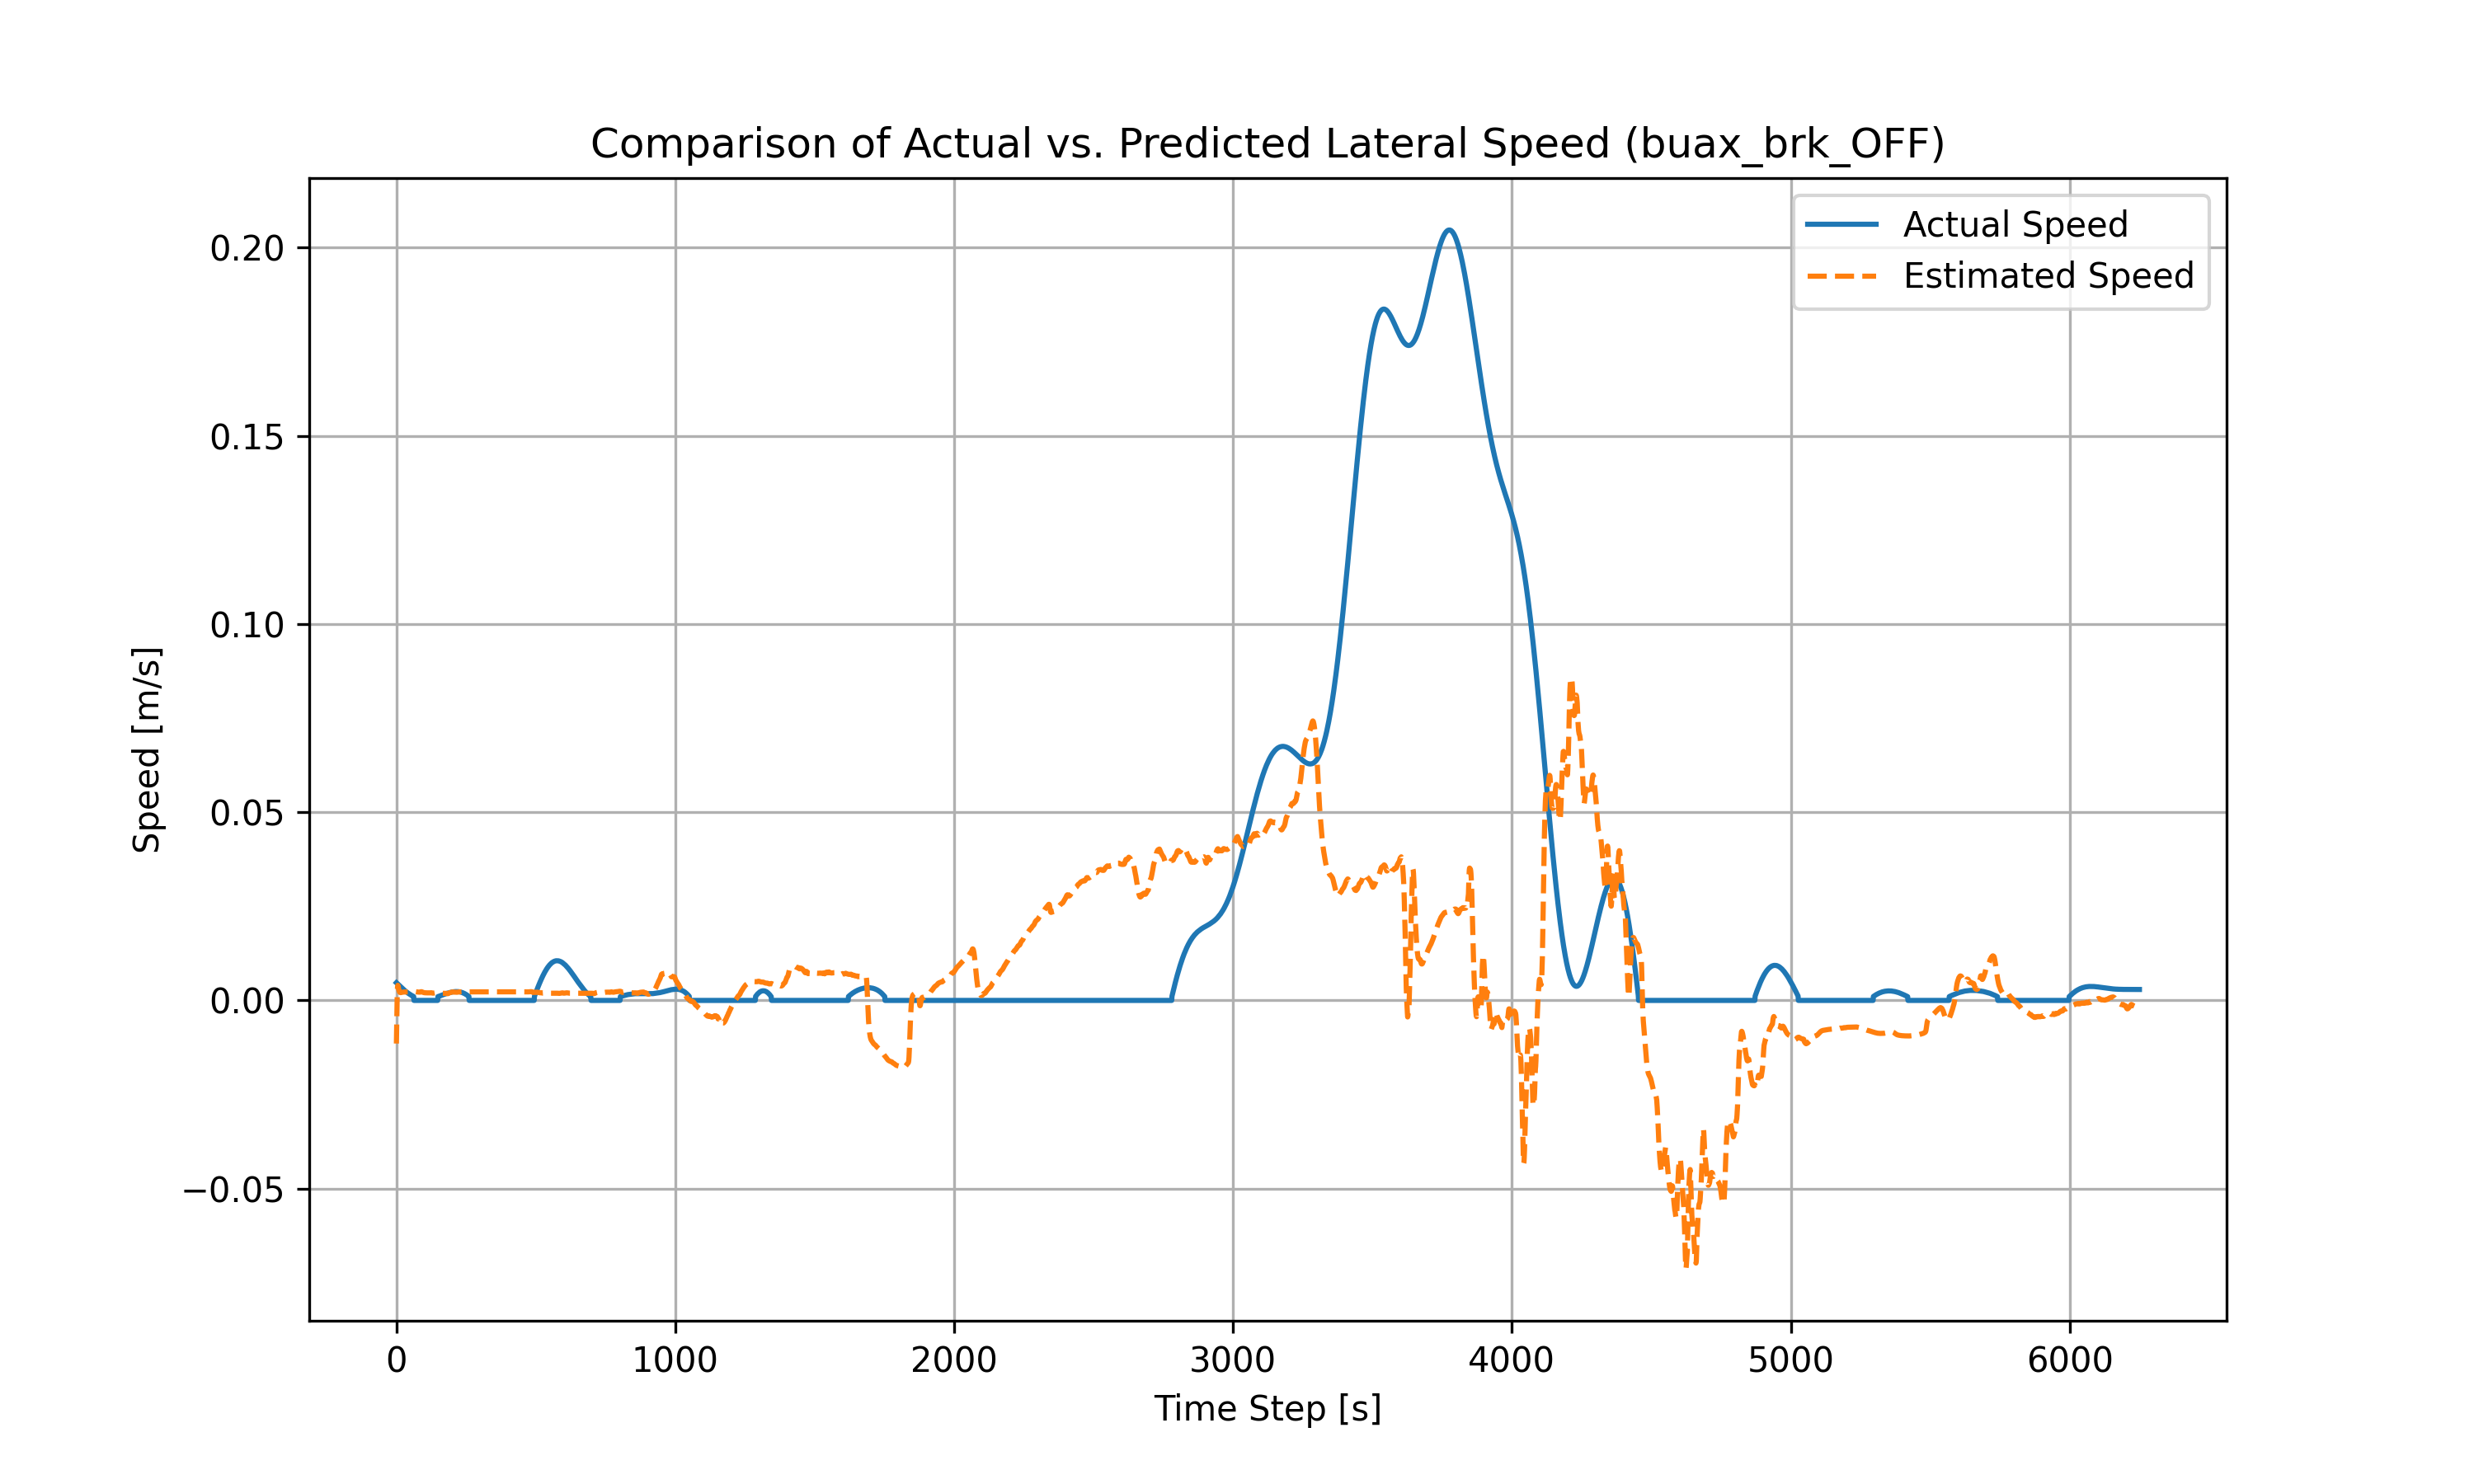 Comparison of Actual vs. Predicted Lateral Speed (buax_brk_OFF)
Actual Speed
Estimated Speed
0.20
0.15
0.10
0.05
0.00
−0.05
Speed [m/s]
0 1000 2000 3000 4000 5000 6000
Time Step [s]